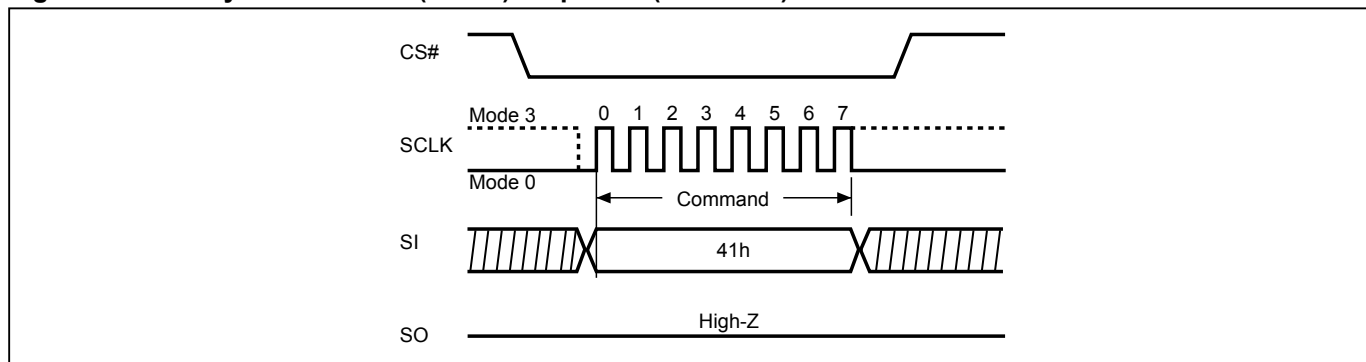 CS#
Mode 3
0 1 2 3 4 5 6 7
SCLK
Mode 0
Command
SI
41h
High-Z
SO